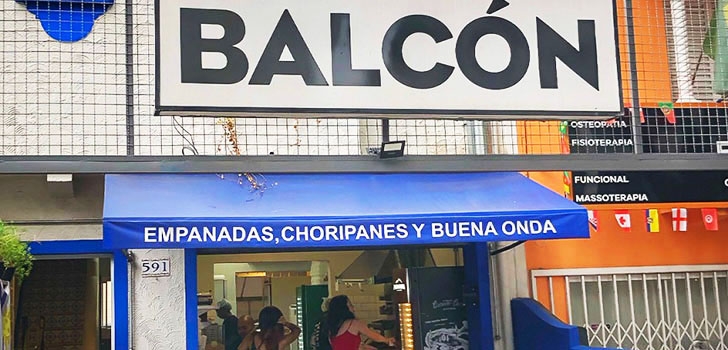 BALCÓN
OSTEOPATIA
FISIOTERAPIA
FUNCIONAL
MASSOTERAPIA
EMPANADAS, CHORIPANES Y BUENA ONDA
591